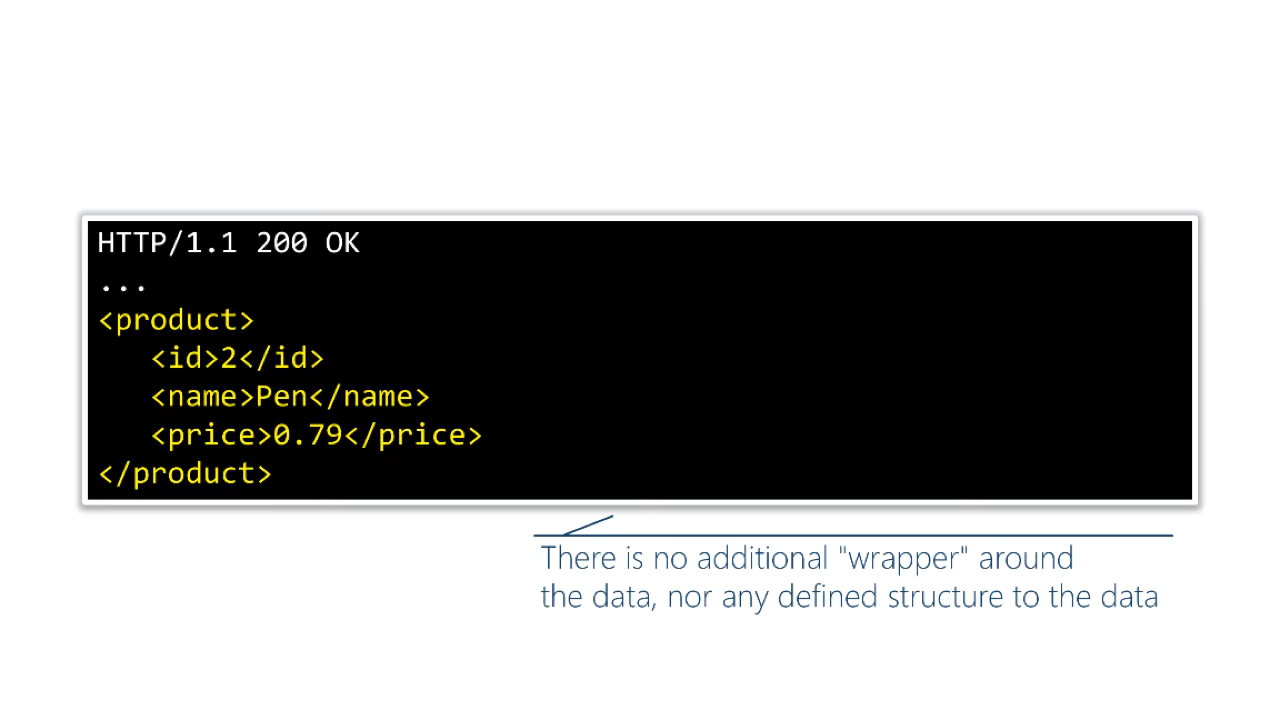 HTTP/1.1 200 OK
...
<product>
<id>2</id>
<name>Pen</name>
<price>0.79</price>
</product>
There is no additional "wrapper" around
the data, nor any defined structure to the data